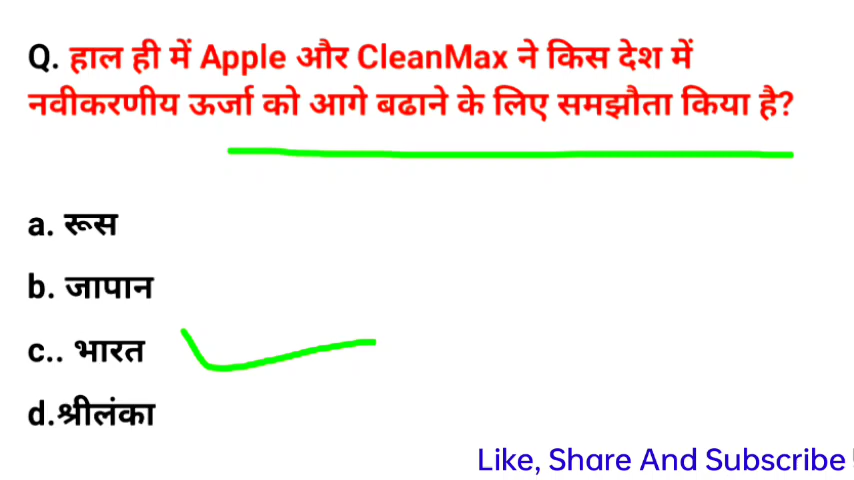 Q. हाल ही में Apple और CleanMax ने किस देश में
नवीकरणीय ऊर्जा को आगे बढाने के लिए समझौता किया है?
a. रूस
b. जापान
c.. भारत
d.श्रीलंका
Like, Share And Subscribe